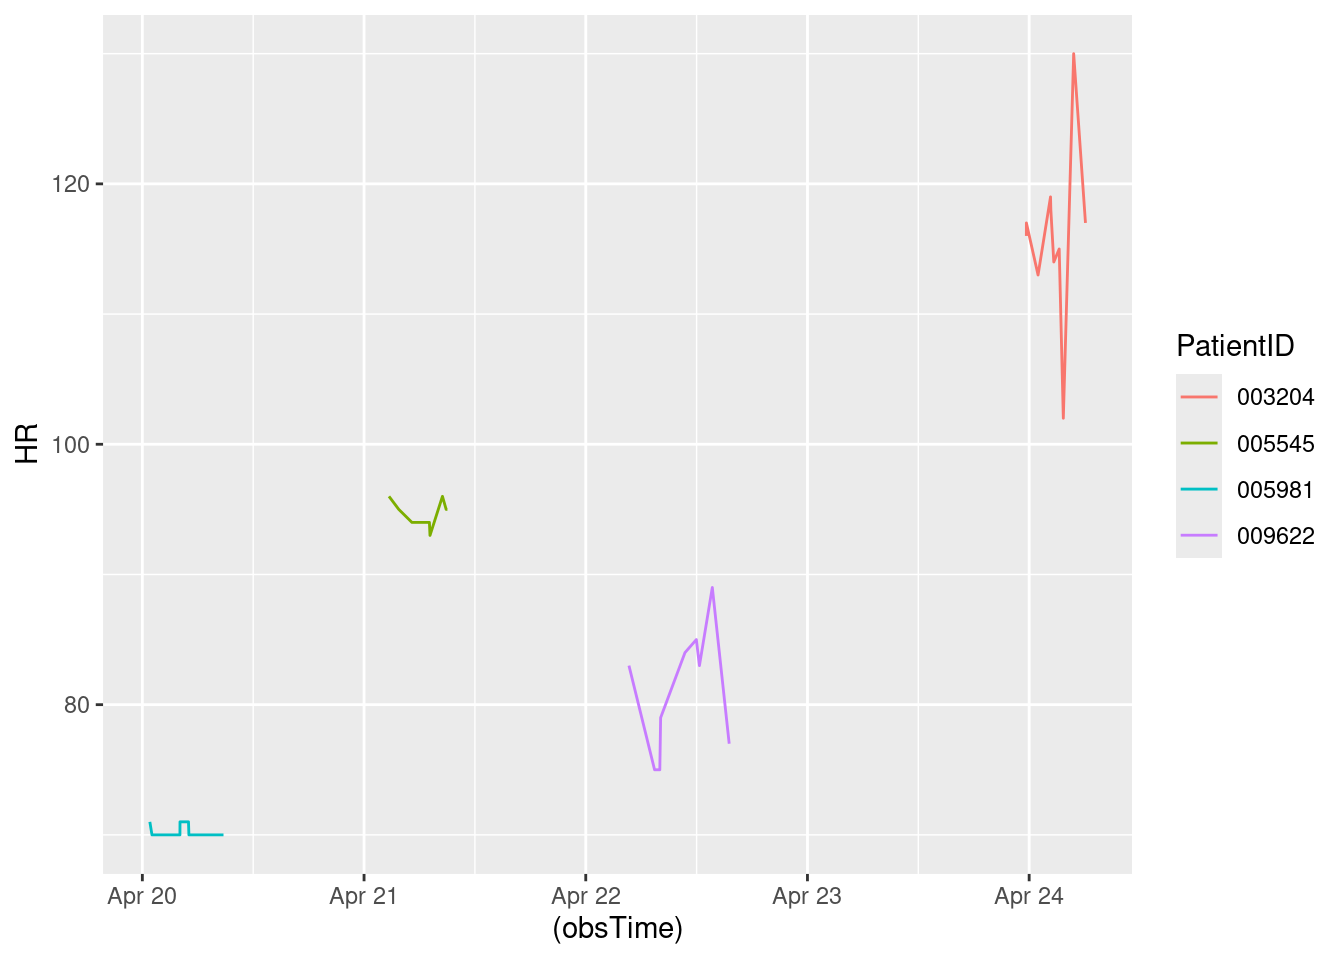 120
100
80
HR
Apr 20
Apr 21
Apr 22
Apr 23
Apr 24
(obsTime)
PatientID
003204
005545
005981
009622